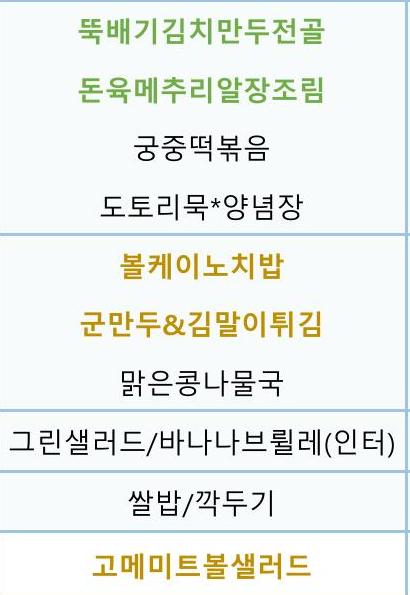 뚝배기김치만두전골
돈육메추리알장조림
궁중떡볶음
도토리묵*양념장
볼케이노치밥
군만두&김말이튀김
맑은콩나물국
그린샐러드/바나나브륄레(인터)
쌀밥/깍두기
고메미트볼샐러드